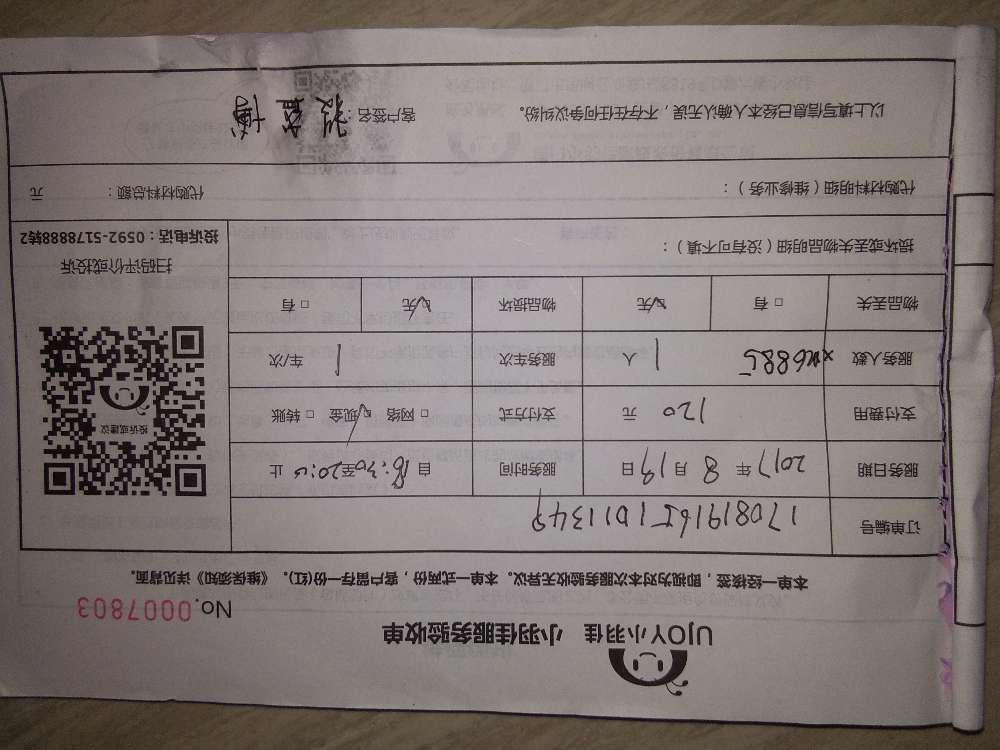 UJOY小羽佳 小羽佳服务验收单
No.0007803
本单一经核签，即视为对本次服务验收无异议。本单一式两份，客户留存一份(红)。《维保须知》详见背面。
订单编号
服务日期 2017年8月19日 服务时间 自18:30至20:00止
支付费用 120元 支付方式 □网络 ☑现金 □转账
服务人数 x6885 1人 服务车次 1车/次
物品丢失 □有 ☑无 物品损坏 □有 ☑无
投诉或建议
扫码评价或投诉
投诉电话：0592-5178888转2
损坏或丢失物品明细（没有可不填）：
代购材料明细（维修业务）： 代购材料总额： 元
以上填写信息已经本人确认无误，不存在任何争议纠纷。 客户签名：